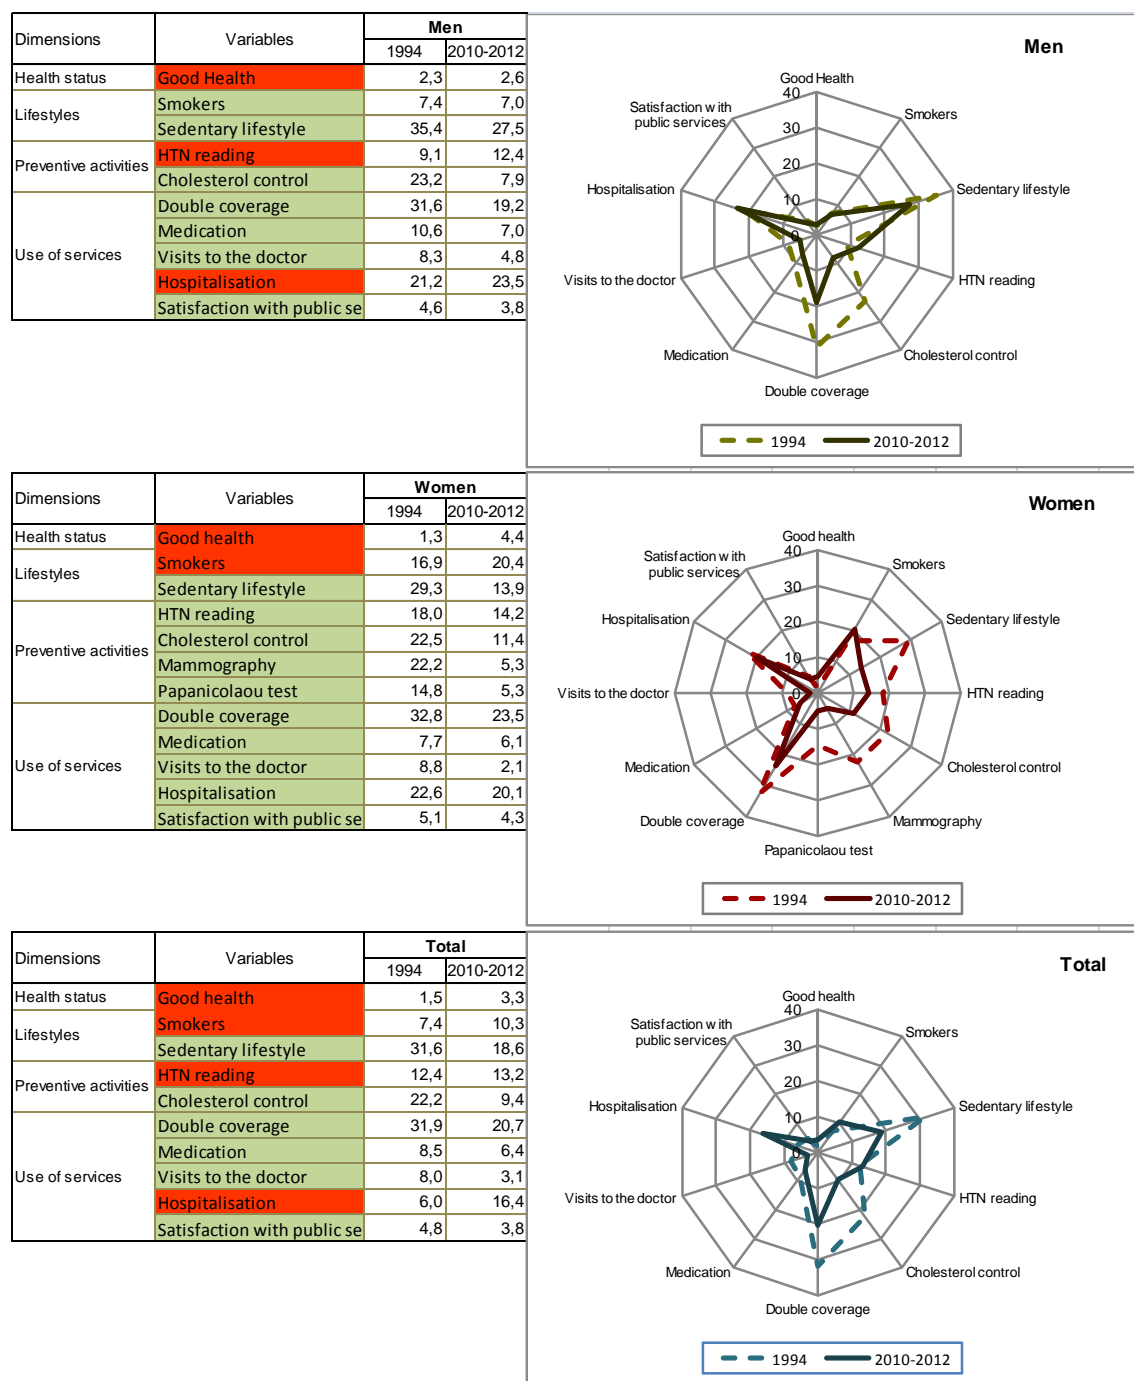 Dimensions Variables Men
1994 2010-2012
Health status Good Health 2,3 2,6
Lifestyles Smokers 7,4 7,0
Sedentary lifestyle 35,4 27,5
Preventive activities HTN reading 9,1 12,4
Cholesterol control 23,2 7,9
Use of services Double coverage 31,6 19,2
Medication 10,6 7,0
Visits to the doctor 8,3 4,8
Hospitalisation 21,2 23,5
Satisfaction with public se 4,6 3,8
Men
Good Health
Smokers
Sedentary lifestyle
HTN reading
Cholesterol control
Double coverage
Medication
Visits to the doctor
Hospitalisation
Satisfaction with
public services
40
30
20
10
0
1994 2010-2012
Dimensions Variables Women
1994 2010-2012
Health status Good health 1,3 4,4
Lifestyles Smokers 16,9 20,4
Sedentary lifestyle 29,3 13,9
Preventive activities HTN reading 18,0 14,2
Cholesterol control 22,5 11,4
Mammography 22,2 5,3
Papanicolaou test 14,8 5,3
Use of services Double coverage 32,8 23,5
Medication 7,7 6,1
Visits to the doctor 8,8 2,1
Hospitalisation 22,6 20,1
Satisfaction with public se 5,1 4,3
Women
Good health
Smokers
Sedentary lifestyle
HTN reading
Cholesterol control
Mammography
Papanicolaou test
Double coverage
Medication
Visits to the doctor
Hospitalisation
Satisfaction with
public services
40
30
20
10
0
1994 2010-2012
Dimensions Variables Total
1994 2010-2012
Health status Good health 1,5 3,3
Lifestyles Smokers 7,4 10,3
Sedentary lifestyle 31,6 18,6
Preventive activities HTN reading 12,4 13,2
Cholesterol control 22,2 9,4
Use of services Double coverage 31,9 20,7
Medication 8,5 6,4
Visits to the doctor 8,0 3,1
Hospitalisation 6,0 16,4
Satisfaction with public se 4,8 3,8
Total
Good health
Smokers
Sedentary lifestyle
HTN reading
Cholesterol control
Double coverage
Medication
Visits to the doctor
Hospitalisation
Satisfaction with
public services
40
30
20
10
0
1994 2010-2012